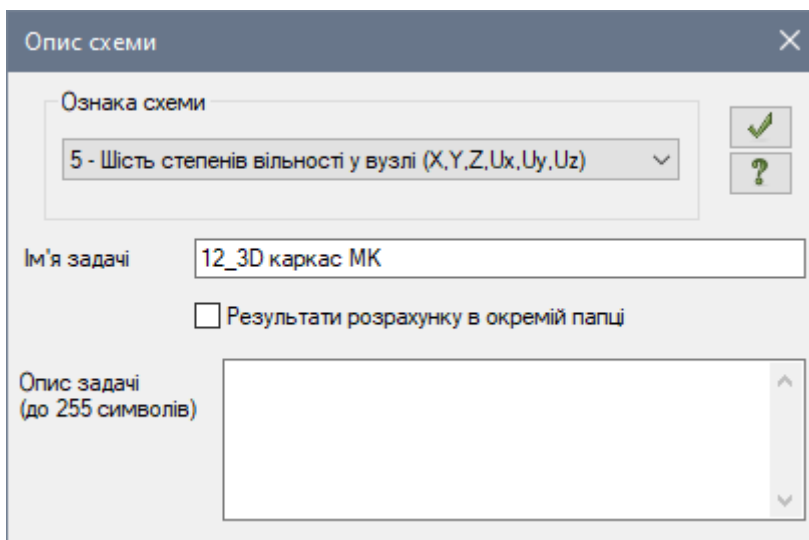 Опис схеми
Ознака схеми
5 - Шість степенів вільності у вузлі (X,Y,Z,Ux,Uy,Uz)
Ім'я задачі
12_3D каркас МК
Результати розрахунку в окремій папці
Опис задачі
(до 255 символів)